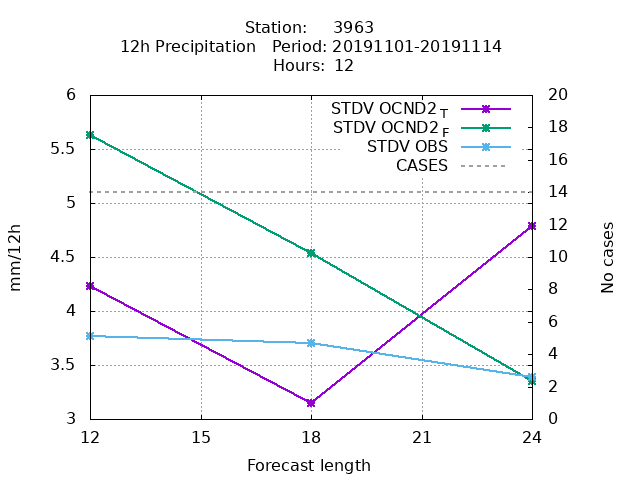 Station: 3963
12h Precipitation Period: 20191101-20191114
Hours: 12
STDV OCND2T
STDV OCND2F
STDV OBS
CASES
6
5.5
5
4.5
4
3.5
3
20
18
16
14
12
10
8
6
4
2
0
12 15 18 21 24
mm/12h
No cases
Forecast length